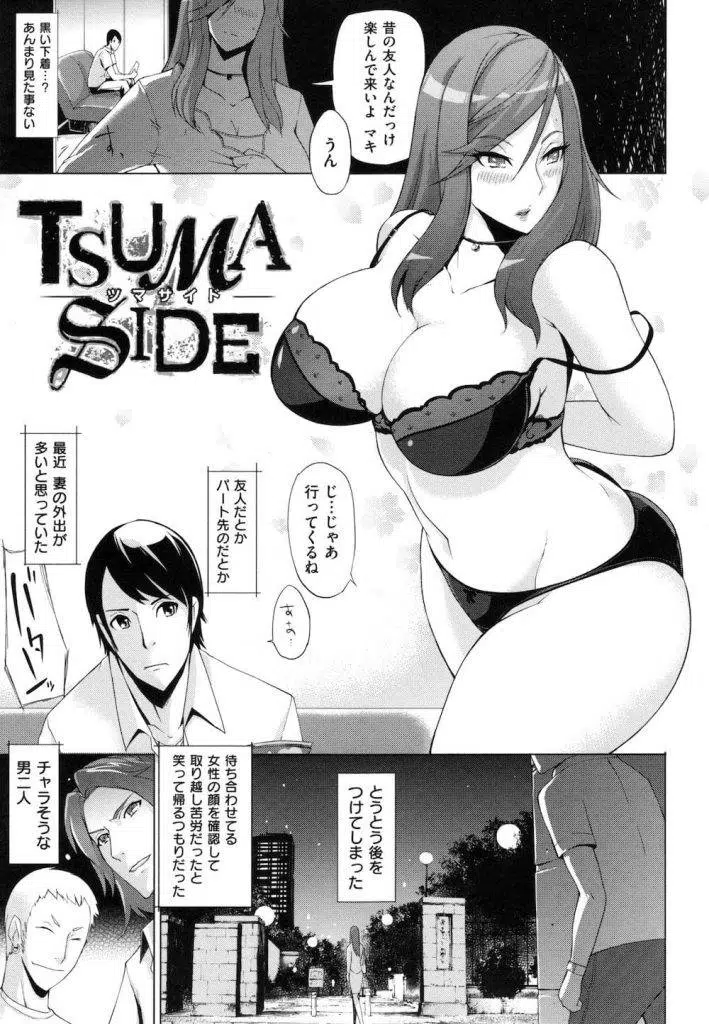 昔の友人なんだっけ
楽しんで来いよ マキ
うん
黒い下着…？
あんまり見た事ない
TSUMA
ツマサイド
SIDE
じ…じゃあ
行ってくるね
あの…
友人だとか
パート先のだとか
最近 妻の外出が
多いと思っていた
バタン
とうとう後を
つけてしまった
待ち合わせてる
女性の顔を確認して
取り越し苦労だったと
笑って帰るつもりだった
チャラそうな
男二人